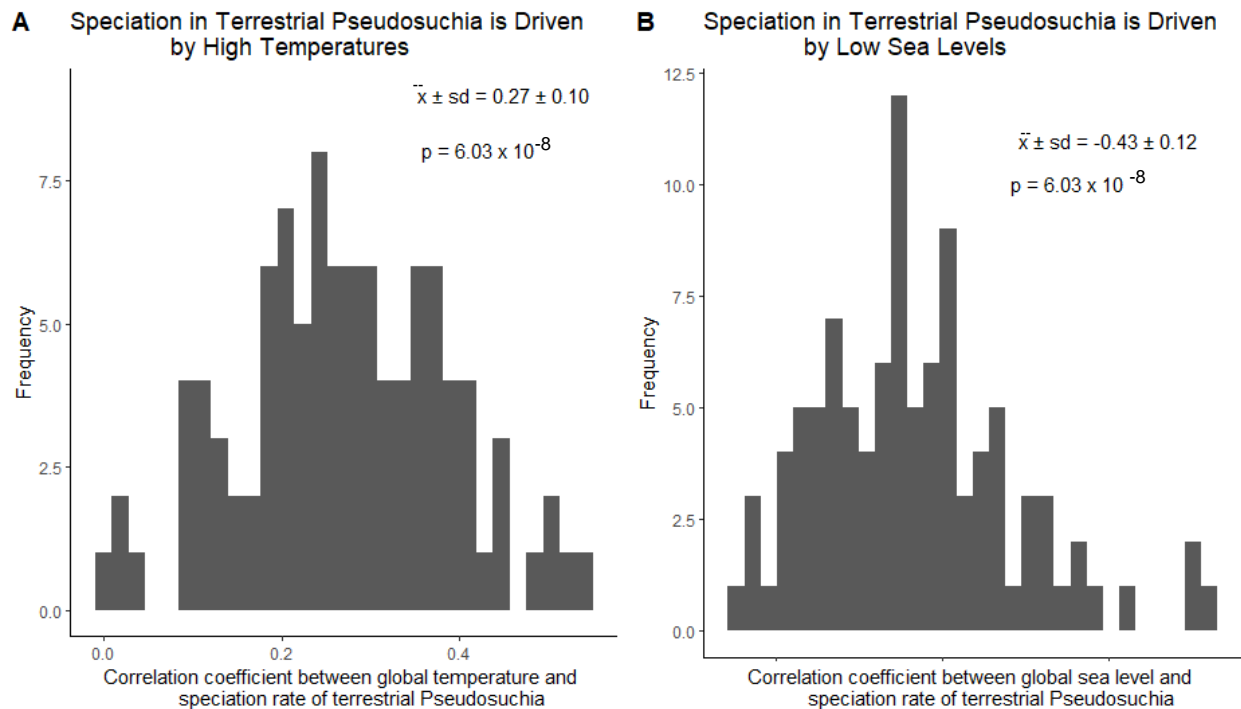 A
Speciation in Terrestrial Pseudosuchia is Driven
by High Temperatures
x̄ ± sd = 0.27 ± 0.10
p = 6.03 x 10⁻⁸
7.5
5.0
2.5
0.0
Frequency
0.0 0.2 0.4
Correlation coefficient between global temperature and
speciation rate of terrestrial Pseudosuchia
B
Speciation in Terrestrial Pseudosuchia is Driven
by Low Sea Levels
x̄ ± sd = -0.43 ± 0.12
p = 6.03 x 10 ⁻⁸
12.5
10.0
7.5
5.0
2.5
0.0
Frequency
Correlation coefficient between global sea level and
speciation rate of terrestrial Pseudosuchia